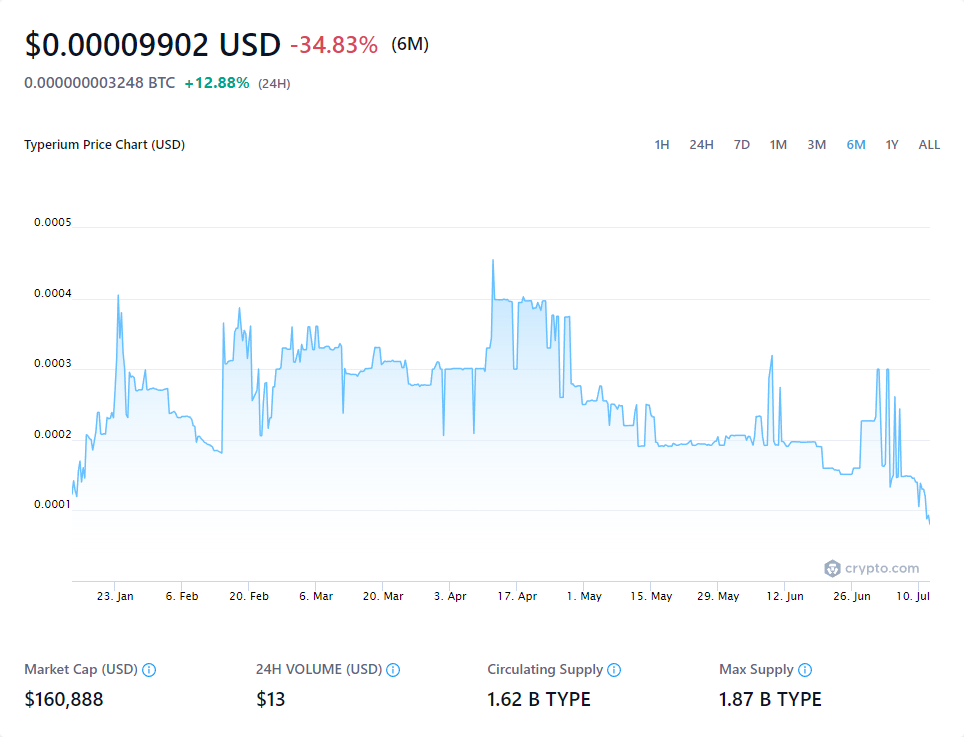 $0.00009902 USD -34.83% (6M)
0.000000003248 BTC +12.88% (24H)
Typerium Price Chart (USD) 1H 24H 7D 1M 3M 6M 1Y ALL
0.0005
0.0004
0.0003
0.0002
0.0001
crypto.com
23. Jan 6. Feb 20. Feb 6. Mar 20. Mar 3. Apr 17. Apr 1. May 15. May 29. May 12. Jun 26. Jun 10. Jul
Market Cap (USD) 24H VOLUME (USD) Circulating Supply Max Supply
$160,888 $13 1.62 B TYPE 1.87 B TYPE